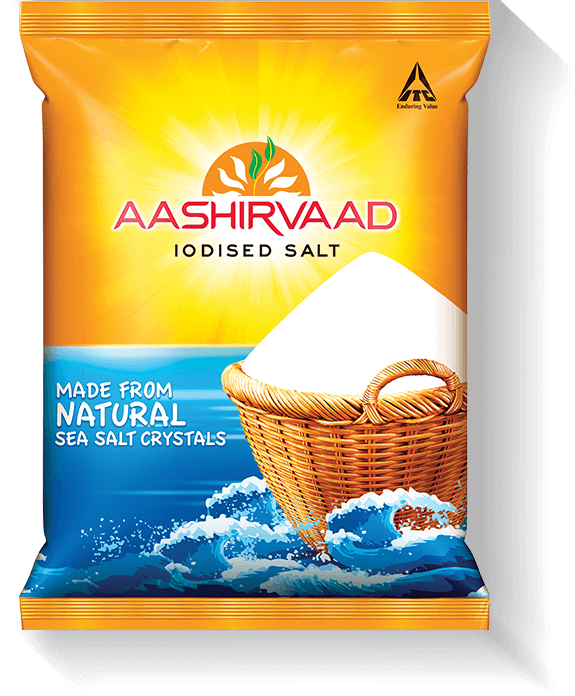 ITC
Enduring Value
AASHIRVAAD
IODISED SALT
MADE FROM
NATURAL
SEA SALT CRYSTALS